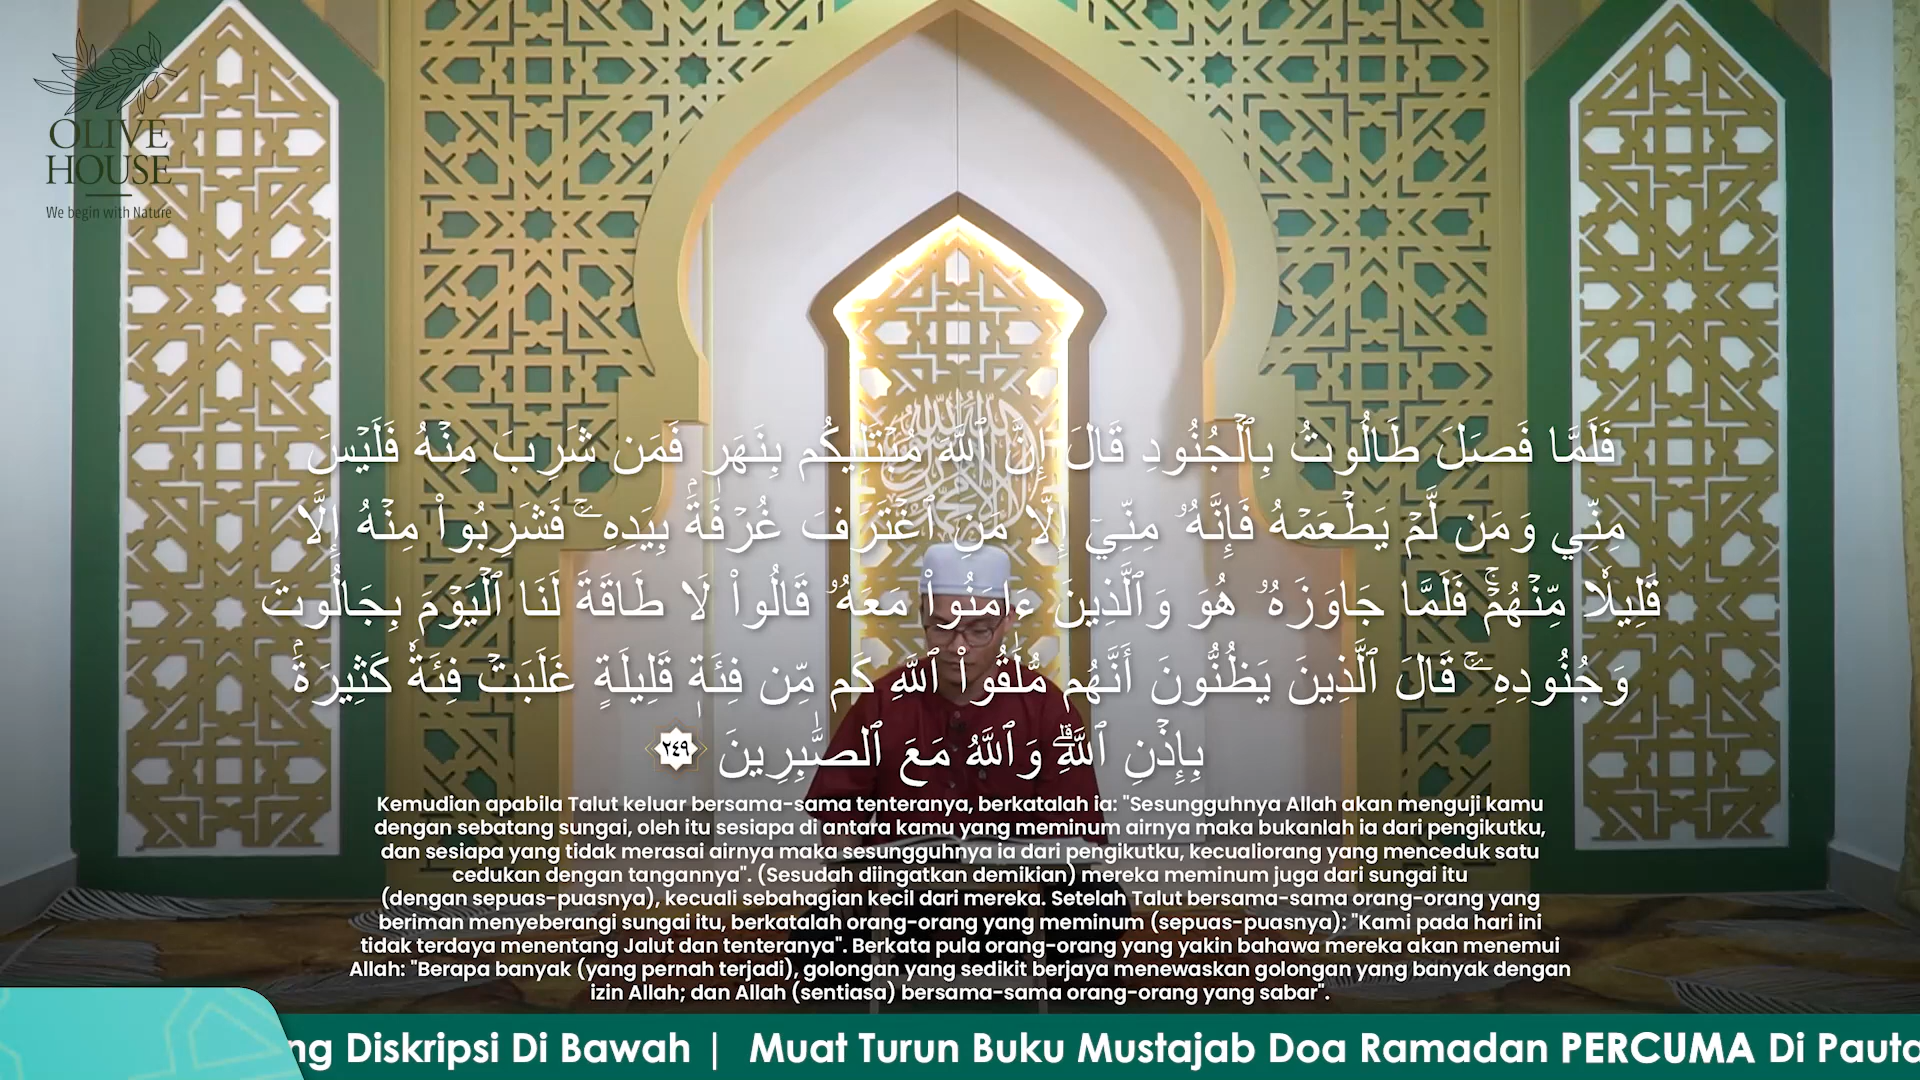 OLIVE
HOUSE
We begin with Nature
فَلَمَّا فَصَلَ طَالُوتُ بِٱلْجُنُودِ قَالَ إِنَّ ٱللَّهَ مُبْتَلِيكُم بِنَهَرٍ فَمَن شَرِبَ مِنْهُ فَلَيْسَ
مِنِّي وَمَن لَّمْ يَطْعَمْهُ فَإِنَّهُۥ مِنِّيٓ إِلَّا مَنِ ٱغْتَرَفَ غُرْفَةًۢ بِيَدِهِۦۚ فَشَرِبُوا۟ مِنْهُ إِلَّا
قَلِيلًا مِّنْهُمْۚ فَلَمَّا جَاوَزَهُۥ هُوَ وَٱلَّذِينَ ءَامَنُوا۟ مَعَهُۥ قَالُوا۟ لَا طَاقَةَ لَنَا ٱلْيَوْمَ بِجَالُوتَ
وَجُنُودِهِۦۚ قَالَ ٱلَّذِينَ يَظُنُّونَ أَنَّهُم مُّلَٰقُوا۟ ٱللَّهِ كَم مِّن فِئَةٍ قَلِيلَةٍ غَلَبَتْ فِئَةً كَثِيرَةًۢ
بِإِذْنِ ٱللَّهِۗ وَٱللَّهُ مَعَ ٱلصَّٰبِرِينَ ٢٤٩
Kemudian apabila Talut keluar bersama-sama tenteranya, berkatalah ia: "Sesungguhnya Allah akan menguji kamu
dengan sebatang sungai, oleh itu sesiapa di antara kamu yang meminum airnya maka bukanlah ia dari pengikutku,
dan sesiapa yang tidak merasai airnya maka sesungguhnya ia dari pengikutku, kecualiorang yang menceduk satu
cedukan dengan tangannya". (Sesudah diingatkan demikian) mereka meminum juga dari sungai itu
(dengan sepuas-puasnya), kecuali sebahagian kecil dari mereka. Setelah Talut bersama-sama orang-orang yang
beriman menyeberangi sungai itu, berkatalah orang-orang yang meminum (sepuas-puasnya): "Kami pada hari ini
tidak terdaya menentang Jalut dan tenteranya". Berkata pula orang-orang yang yakin bahawa mereka akan menemui
Allah: "Berapa banyak (yang pernah terjadi), golongan yang sedikit berjaya menewaskan golongan yang banyak dengan
izin Allah; dan Allah (sentiasa) bersama-sama orang-orang yang sabar".
ng Diskripsi Di Bawah | Muat Turun Buku Mustajab Doa Ramadan PERCUMA Di Pauta